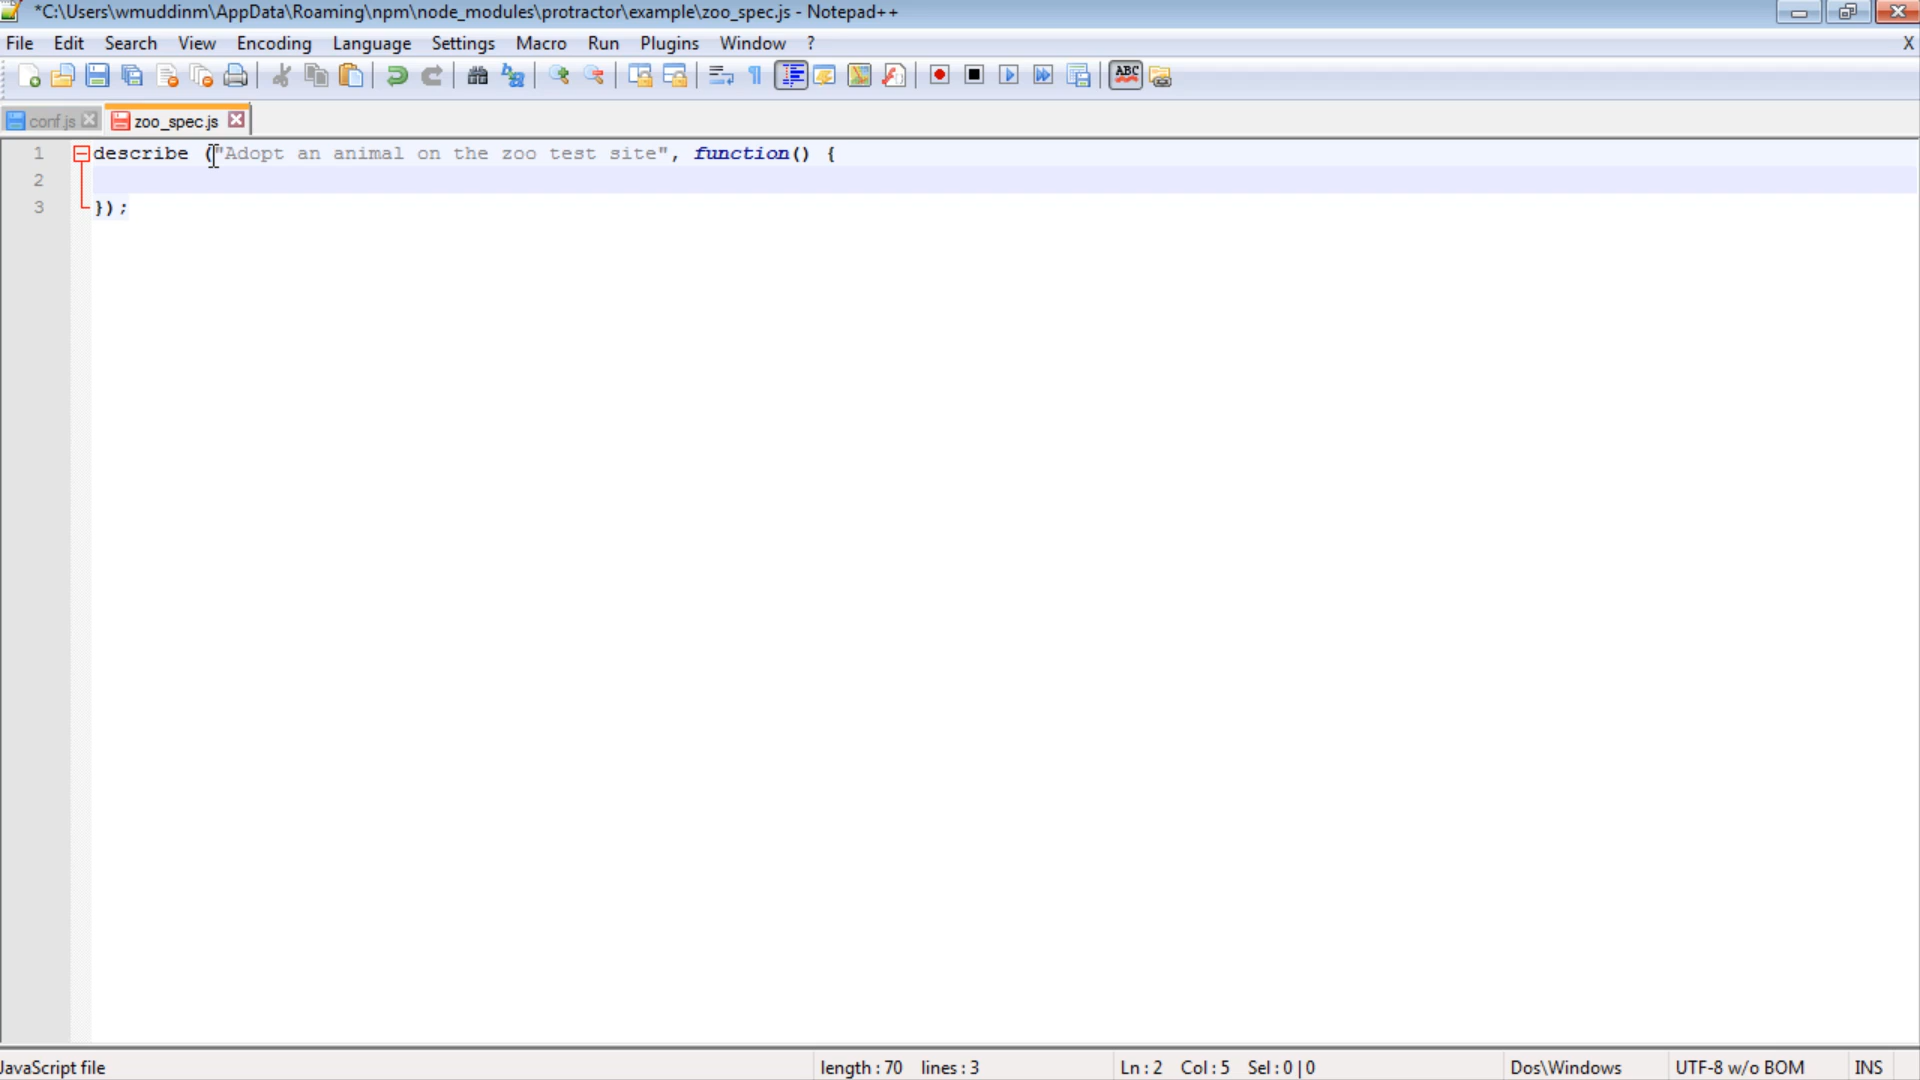 *C:\Users\wmuddinm\AppData\Roaming\npm\node_modules\protractor\example\zoo_spec.js - Notepad++
File Edit Search View Encoding Language Settings Macro Run Plugins Window ? X
ABC
conf.js zoo_spec.js
1 describe ("Adopt an animal on the zoo test site", function() {
2
3 });
JavaScript file length : 70 lines : 3 Ln : 2 Col : 5 Sel : 0 | 0 Dos\Windows UTF-8 w/o BOM INS